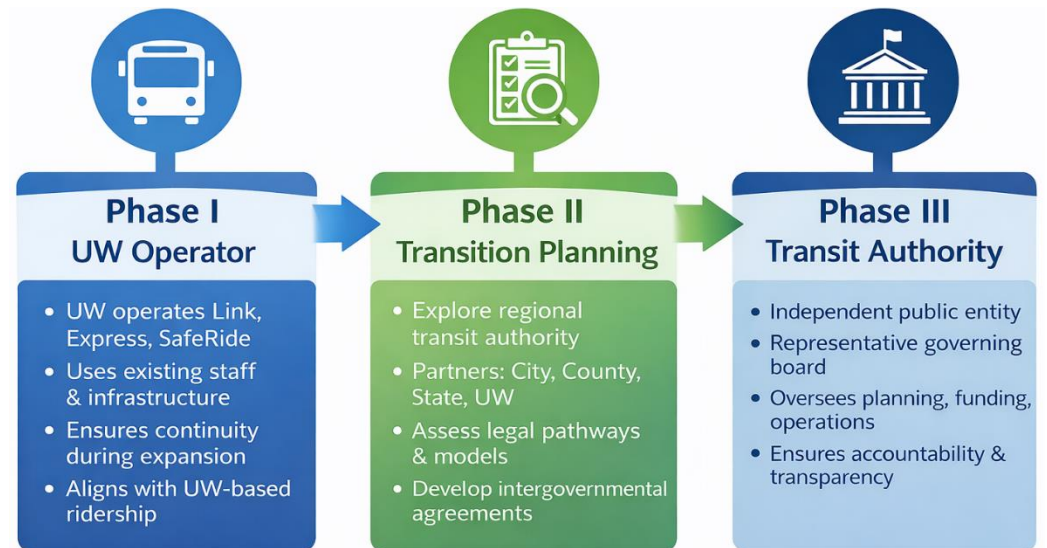 Phase I
UW Operator
• UW operates Link,
Express, SafeRide
• Uses existing staff
& infrastructure
• Ensures continuity
during expansion
• Aligns with UW-based
ridership
Phase II
Transition Planning
• Explore regional
transit authority
• Partners: City, County,
State, UW
• Assess legal pathways
& models
• Develop intergovernmental
agreements
Phase III
Transit Authority
• Independent public entity
• Representative governing
board
• Oversees planning, funding,
operations
• Ensures accountability &
transparency